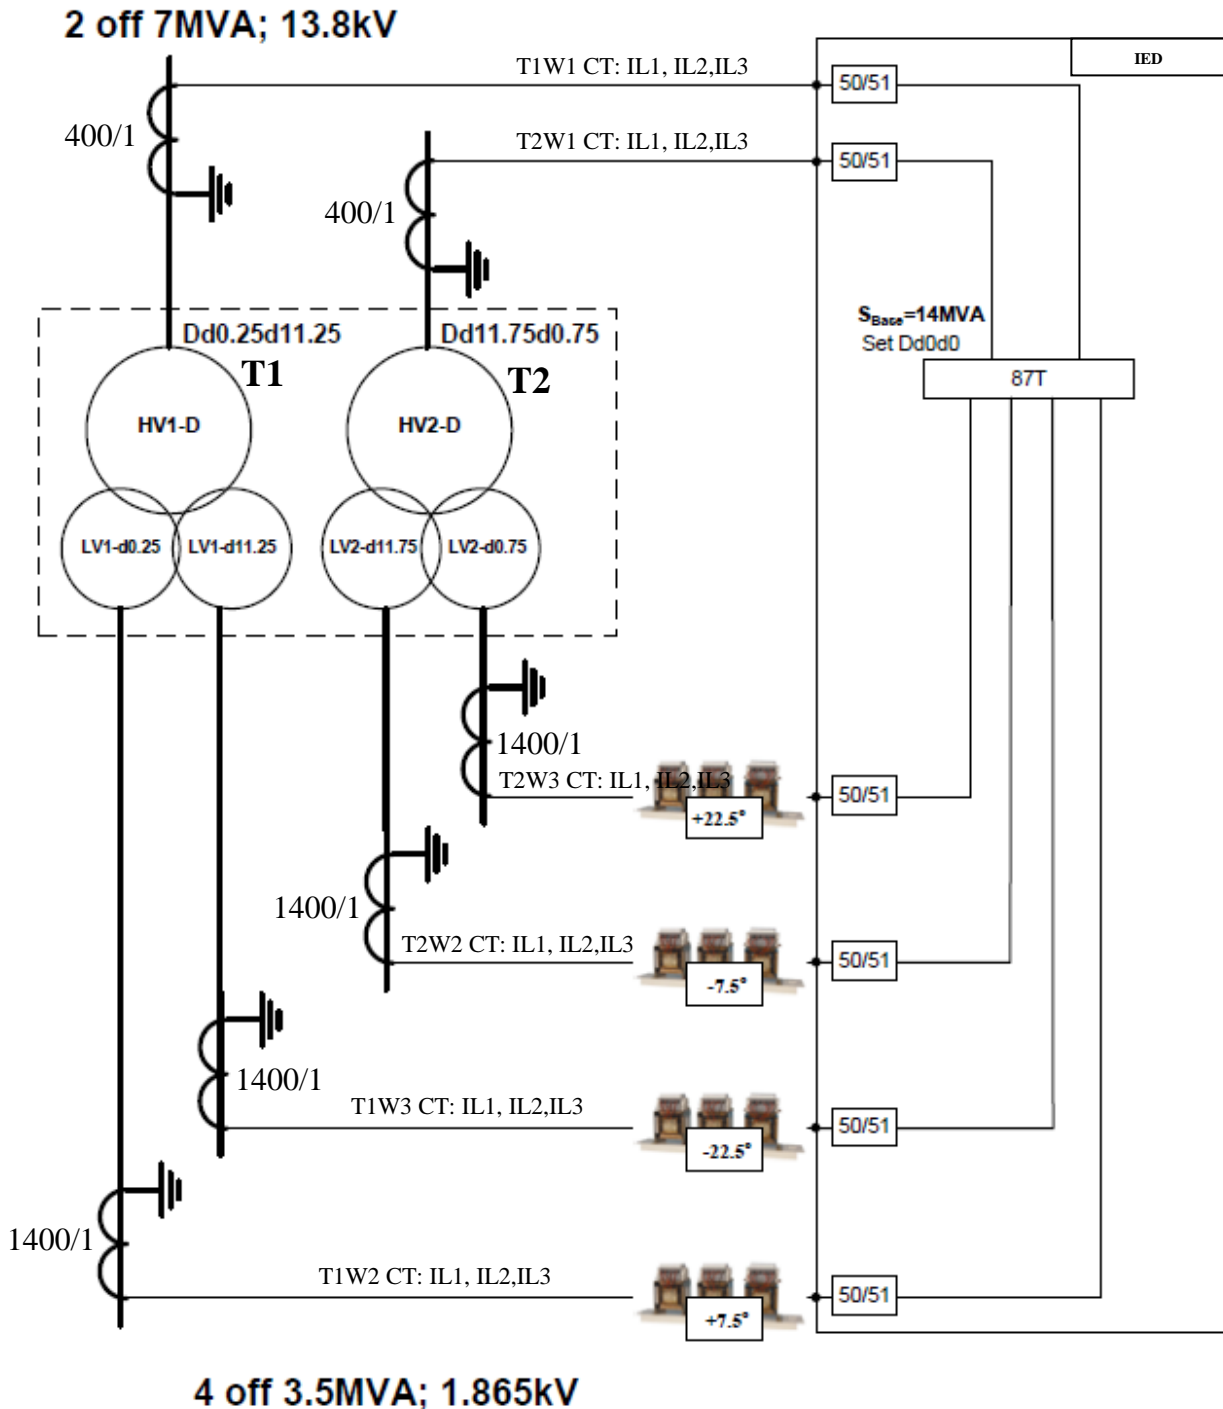 2 off 7MVA; 13.8kV
T1W1 CT: IL1, IL2,IL3
50/51
IED
400/1
T2W1 CT: IL1, IL2,IL3
50/51
400/1
S_Base=14MVA
Set Dd0d0
87T
Dd0.25d11.25
T1
Dd11.75d0.75
T2
HV1-D
HV2-D
LV1-d0.25
LV1-d11.25
LV2-d11.75
LV2-d0.75
1400/1
T2W3 CT: IL1, IL2,IL3
+22.5°
50/51
1400/1
T2W2 CT: IL1, IL2,IL3
-7.5°
50/51
1400/1
T1W3 CT: IL1, IL2,IL3
-22.5°
50/51
1400/1
T1W2 CT: IL1, IL2,IL3
+7.5°
50/51
4 off 3.5MVA; 1.865kV